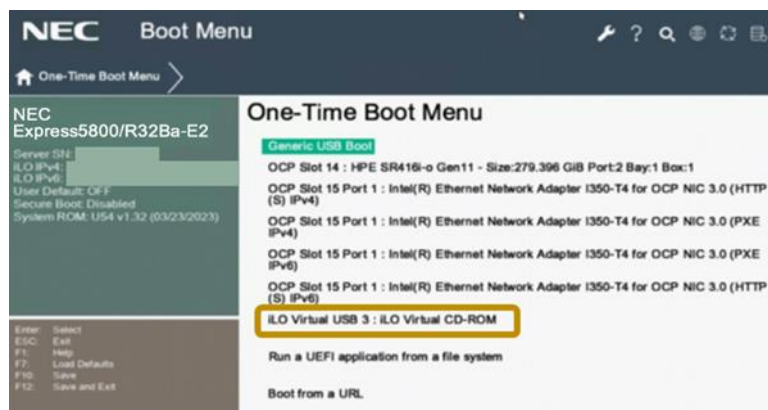 NEC Boot Menu
One-Time Boot Menu
NEC
Express5800/R32Ba-E2
Server SN:
iLO IPv4:
iLO IPv6:
User Default: OFF
Secure Boot: Disabled
System ROM: U54 v1.32 (03/23/2023)
Enter: Select
ESC: Exit
F1: Help
F7: Load Defaults
F10: Save
F12: Save and Exit
One-Time Boot Menu
Generic USB Boot
OCP Slot 14 : HPE SR416i-o Gen11 - Size:279.396 GiB Port:2 Bay:1 Box:1
OCP Slot 15 Port 1 : Intel(R) Ethernet Network Adapter I350-T4 for OCP NIC 3.0 (HTTP
(S) IPv4)
OCP Slot 15 Port 1 : Intel(R) Ethernet Network Adapter I350-T4 for OCP NIC 3.0 (PXE
IPv4)
OCP Slot 15 Port 1 : Intel(R) Ethernet Network Adapter I350-T4 for OCP NIC 3.0 (PXE
IPv6)
OCP Slot 15 Port 1 : Intel(R) Ethernet Network Adapter I350-T4 for OCP NIC 3.0 (HTTP
(S) IPv6)
iLO Virtual USB 3 : iLO Virtual CD-ROM
Run a UEFI application from a file system
Boot from a URL